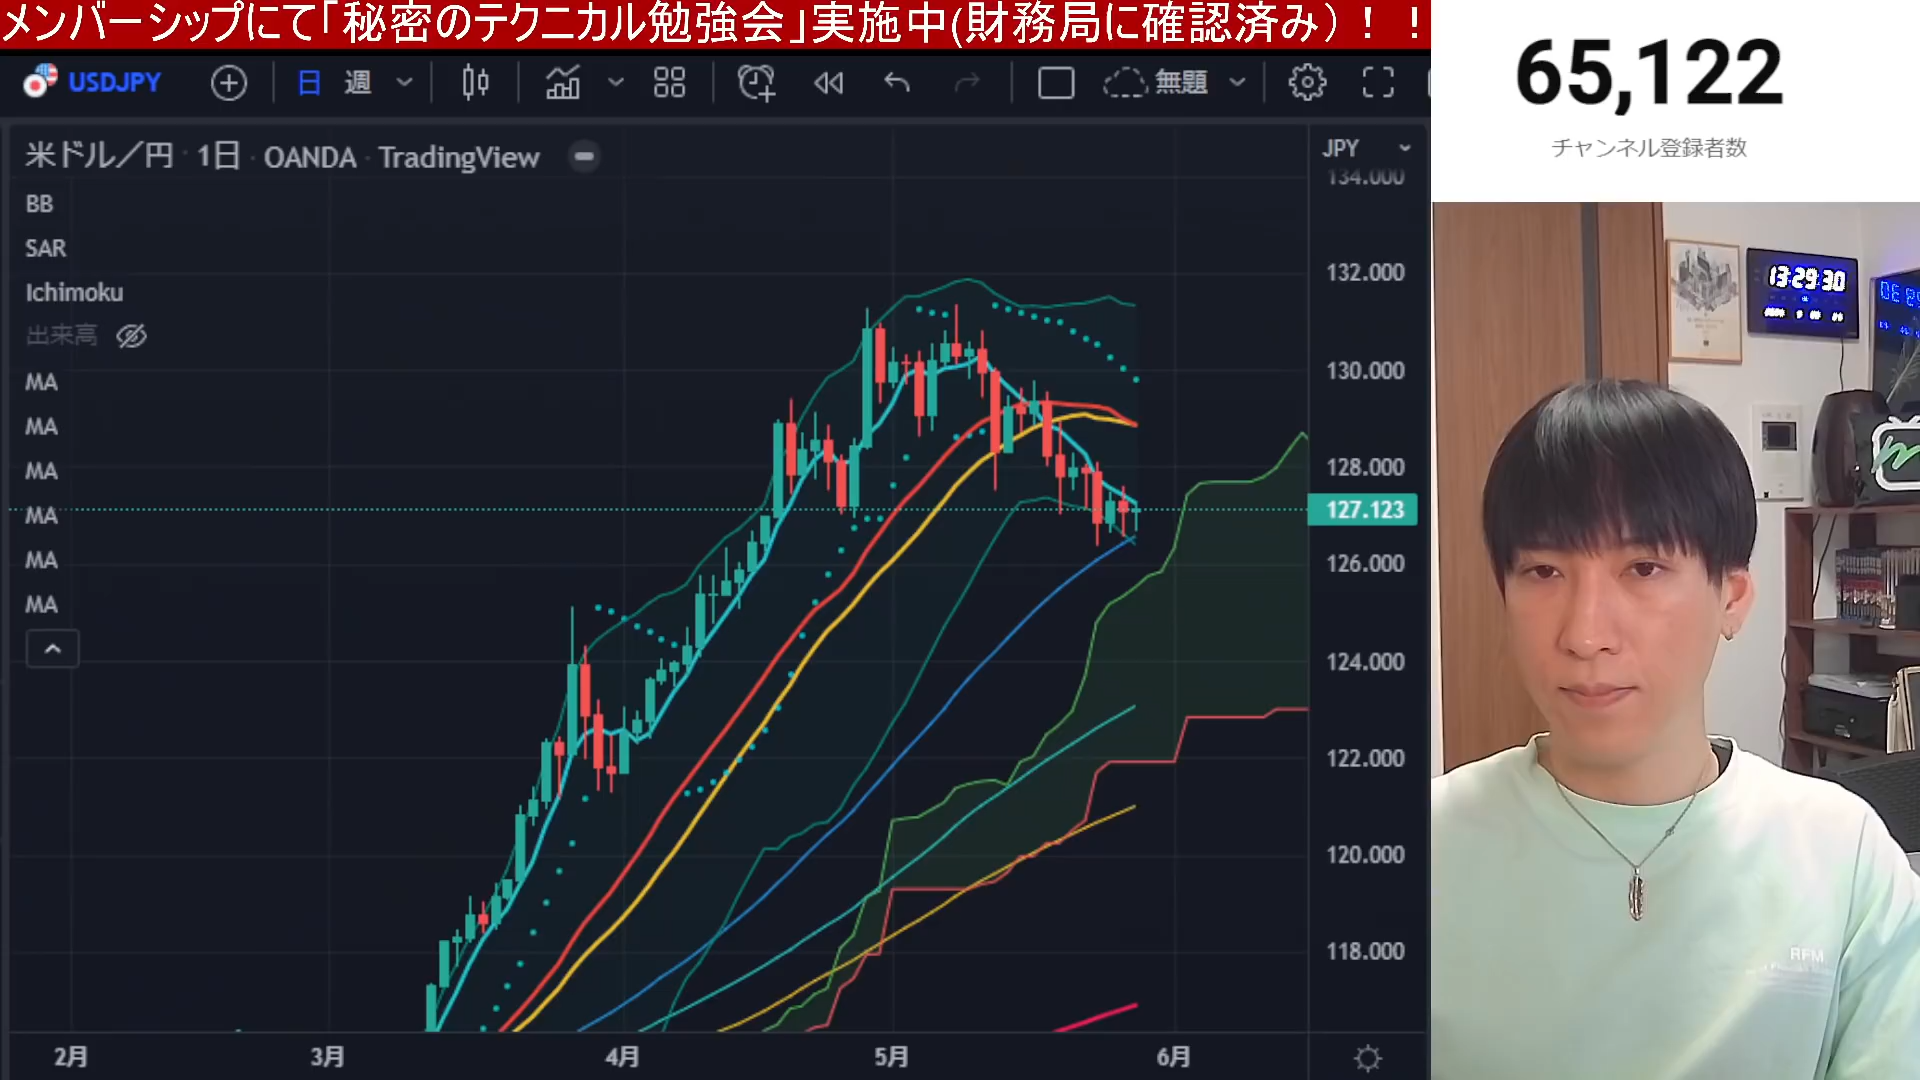 メンバーシップにて「秘密のテクニカル勉強会」実施中(財務局に確認済み）！！
USDJPY
日 週
無題
65,122
チャンネル登録者数
米ドル／円・1日・OANDA・TradingView
JPY
BB
SAR
Ichimoku
出来高
MA
MA
MA
MA
MA
MA
134.000
132.000
130.000
128.000
127.123
126.000
124.000
122.000
120.000
118.000
2月 3月 4月 5月 6月
13:29 30
RFM